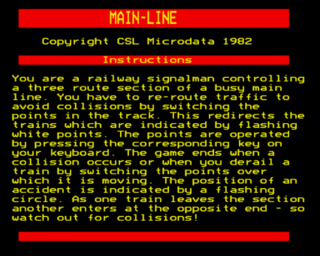 MAIN-LINE
Copyright CSL Microdata 1982
Instructions
You are a railway signalman controlling
a three route section of a busy main
line. You have to re-route traffic to
avoid collisions by switching the
points in the track. This redirects the
trains which are indicated by flashing
white points. The points are operated
by pressing the corresponding key on
your keyboard. The game ends when a
collision occurs or when you derail a
train by switching the points over
which it is moving. The position of an
accident is indicated by a flashing
circle. As one train leaves the section
another enters at the opposite end - so
watch out for collisions!